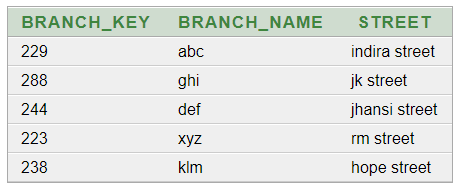 BRANCH_KEY BRANCH_NAME STREET
229 abc indira street
288 ghi jk street
244 def jhansi street
223 xyz rm street
238 klm hope street